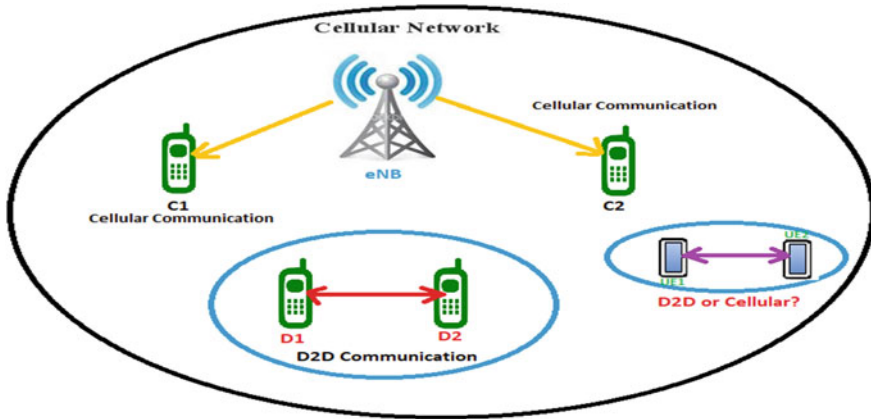 Cellular Network
Cellular Communication
eNB
C1
Cellular Communication
C2
UE2
UE1
D2D or Cellular?
D1
D2
D2D Communication